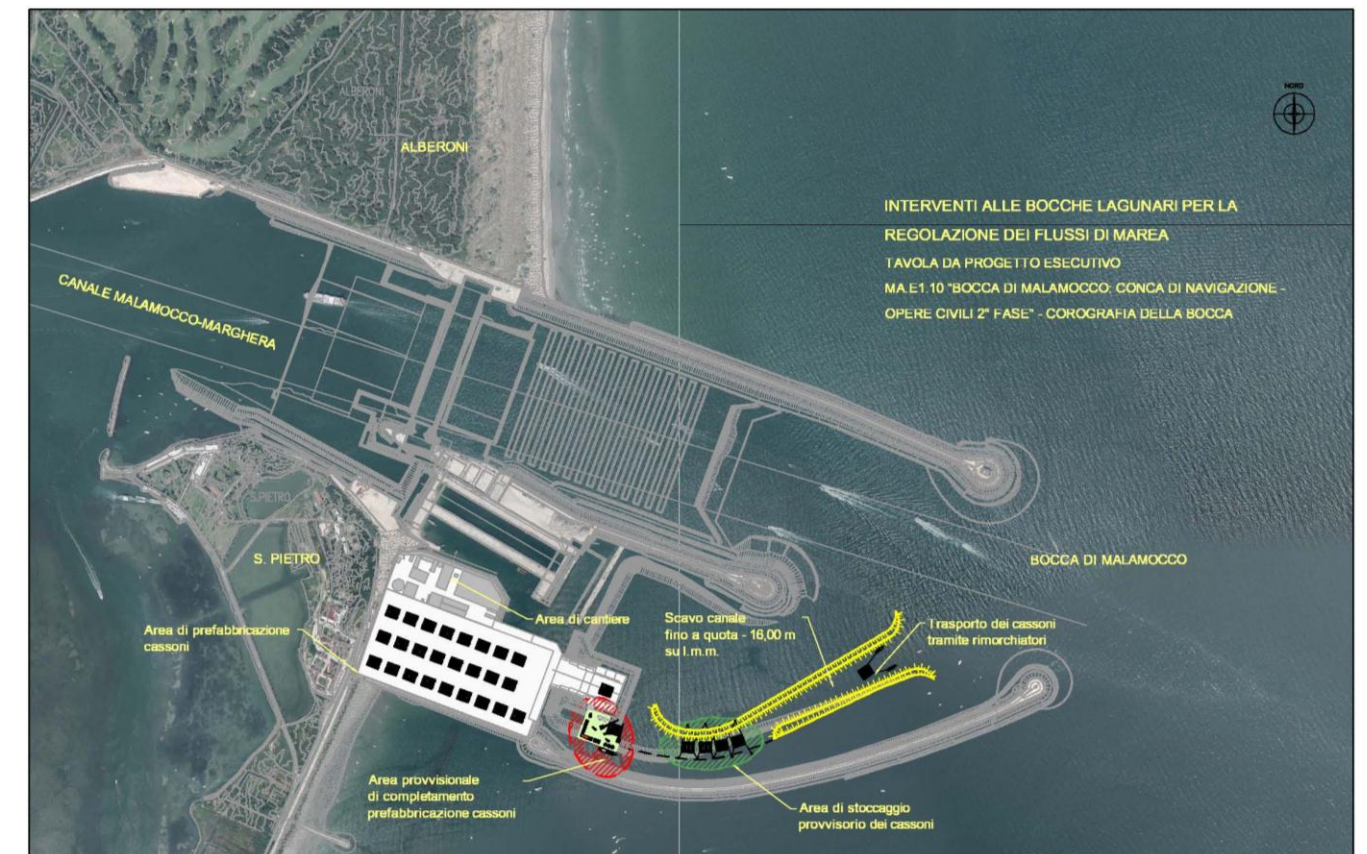 NORD
ALBERONI
ALBERONI
INTERVENTI ALLE BOCCHE LAGUNARI PER LA
REGOLAZIONE DEI FLUSSI DI MAREA
TAVOLA DA PROGETTO ESECUTIVO
MA.E1.10 "BOCCA DI MALAMOCCO: CONCA DI NAVIGAZIONE -
OPERE CIVILI 2° FASE" - COROGRAFIA DELLA BOCCA
CANALE MALAMOCCO-MARGHERA
S.PIETRO
S. PIETRO
BOCCA DI MALAMOCCO
Area di prefabbricazione
cassoni
Area di cantiere
Scavo canale
fino a quota - 16,00 m
su l.m.m.
Trasporto dei cassoni
tramite rimorchiatori
Area provvisionale
di completamento
prefabbricazione cassoni
Area di stoccaggio
provvisorio dei cassoni